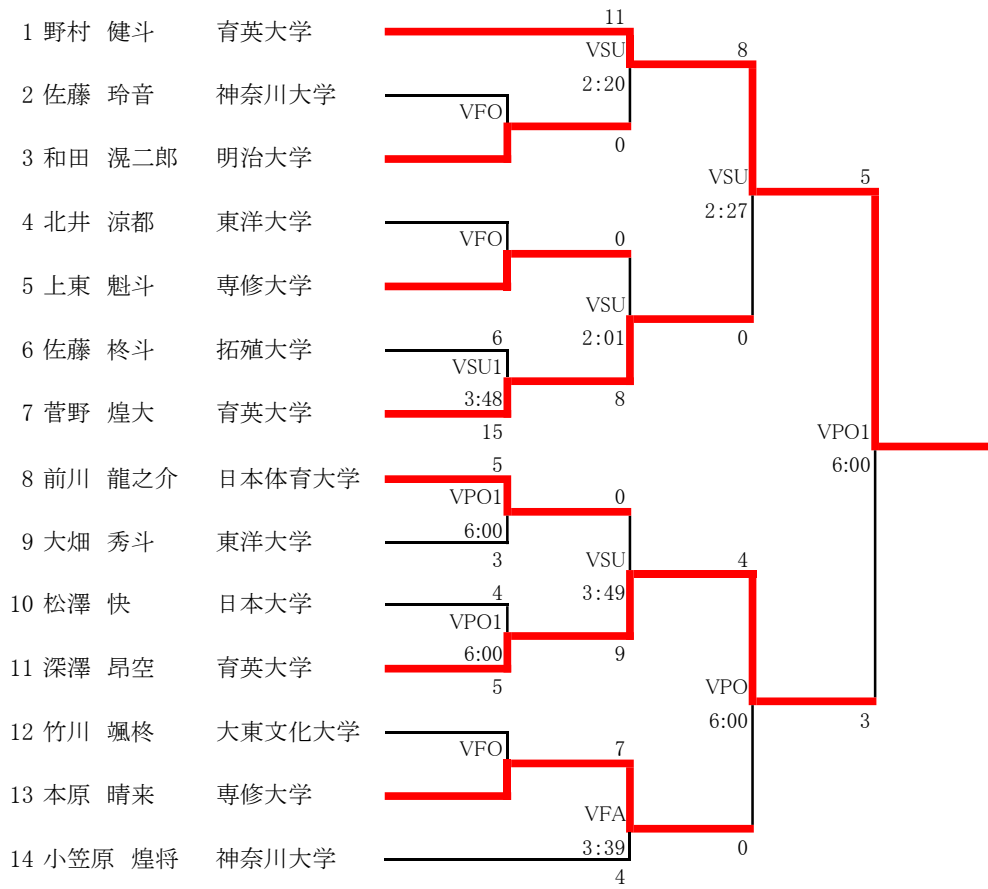 11
1 野村 健斗 育英大学
VSU 8
2:20
2 佐藤 玲音 神奈川大学
VFO
0
3 和田 滉二郎 明治大学
VSU 5
2:27
4 北井 涼都 東洋大学
VFO 0
5 上東 魁斗 専修大学
VSU
6 2:01 0
6 佐藤 柊斗 拓殖大学
VSU1
3:48 8
7 菅野 煌大 育英大学
15 VPO1
5 6:00
8 前川 龍之介 日本体育大学
VPO1 0
6:00
9 大畑 秀斗 東洋大学
3 VSU 4
4 3:49
10 松澤 快 日本大学
VPO1
6:00 9
11 深澤 昂空 育英大学
5 VPO
6:00 3
12 竹川 颯柊 大東文化大学
VFO 7
13 本原 晴来 専修大学
VFA
3:39 0
14 小笠原 煌将 神奈川大学
4